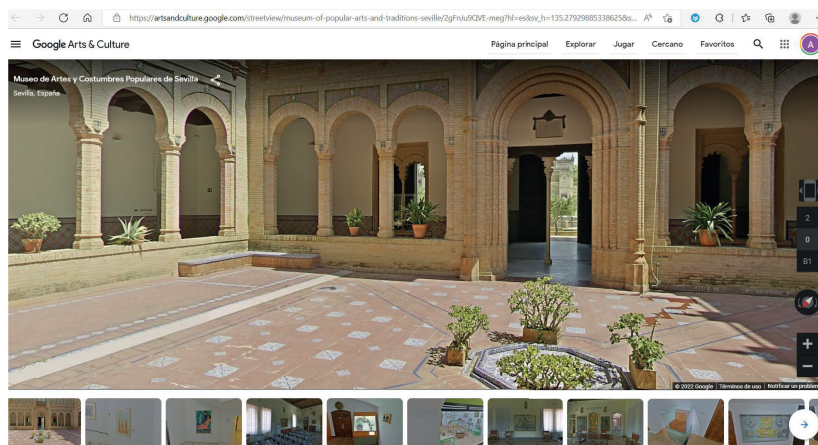 https://artsandculture.google.com/streetview/museum-of-popular-arts-and-traditions-seville/2gFrJu9QVE-meg?hl=es&sv_h=135.27929885338625&s...
Google Arts & Culture
Página principal Explorar Jugar Cercano Favoritos
A
Museo de Artes y Costumbres Populares de Sevilla
Sevilla, España
2
0
B1
© 2022 Google Términos de uso Notificar un problem